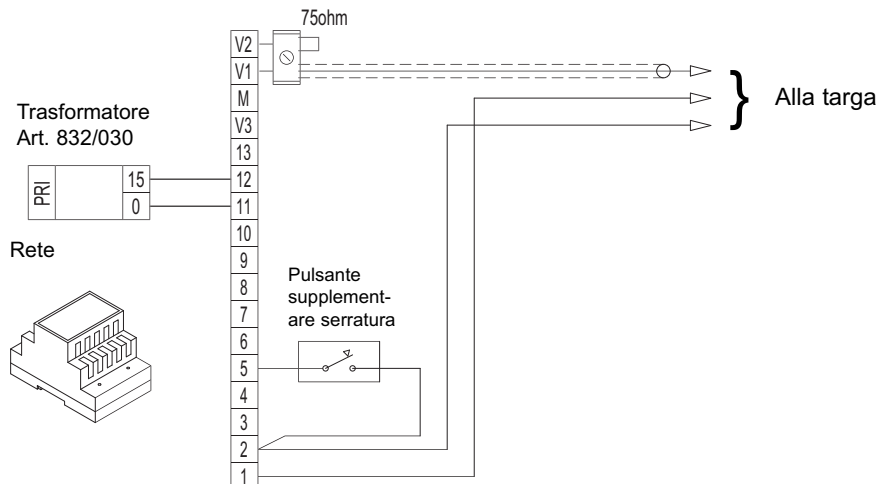 75ohm
V2
V1
M
V3
13
12
11
10
9
8
7
6
5
4
3
2
1
Trasformatore
Art. 832/030
PRI
15
0
Rete
Pulsante
supplement-
are serratura
} Alla targa